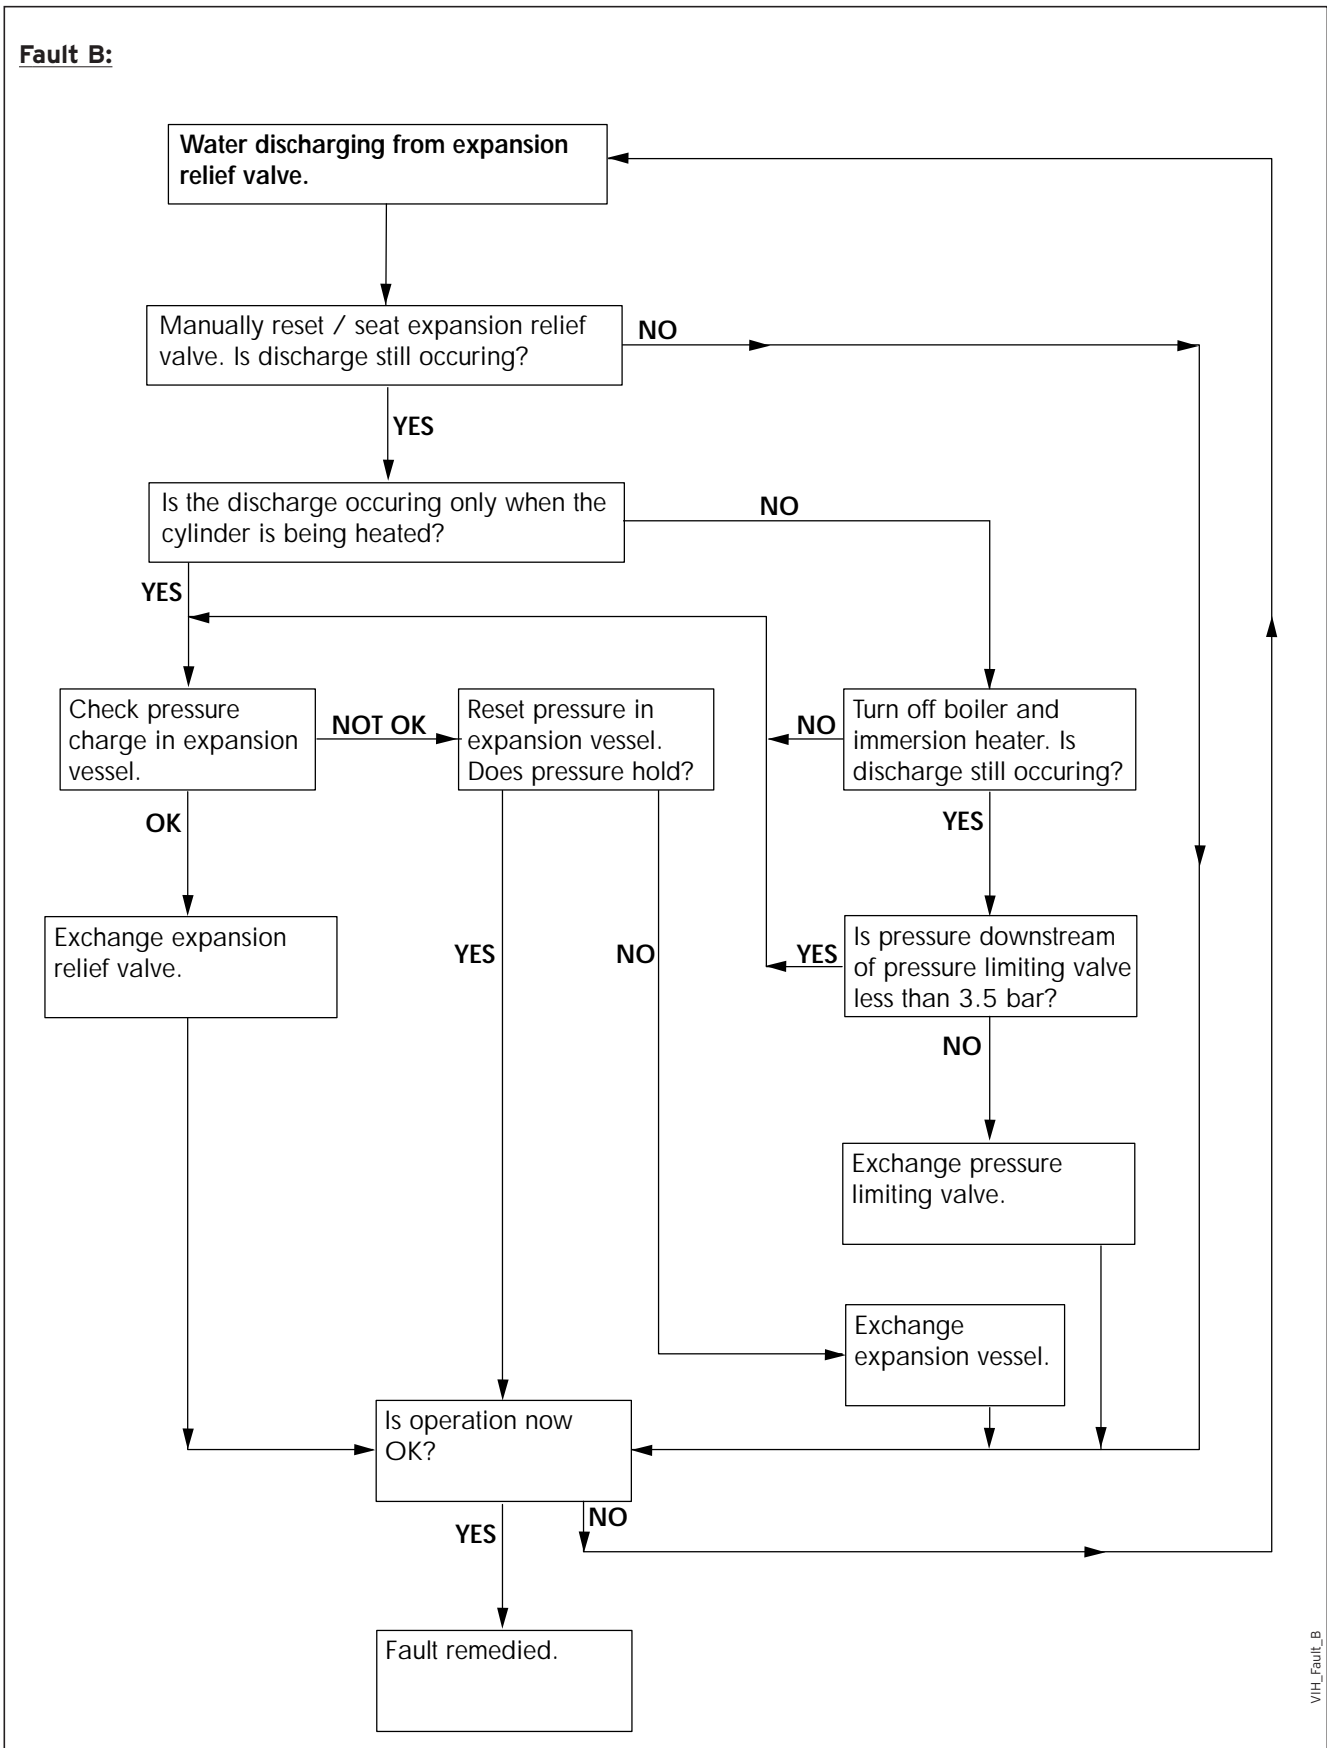 Fault B:
Water discharging from expansion
relief valve.
Manually reset / seat expansion relief
valve. Is discharge still occuring?
NO
YES
Is the discharge occuring only when the
cylinder is being heated?
NO
YES
Check pressure
charge in expansion
vessel.
NOT OK
Reset pressure in
expansion vessel.
Does pressure hold?
NO
Turn off boiler and
immersion heater. Is
discharge still occuring?
OK
YES
Exchange expansion
relief valve.
YES
NO
YES
Is pressure downstream
of pressure limiting valve
less than 3.5 bar?
NO
Exchange pressure
limiting valve.
Exchange
expansion vessel.
Is operation now
OK?
YES
NO
Fault remedied.
VIH_Fault_B